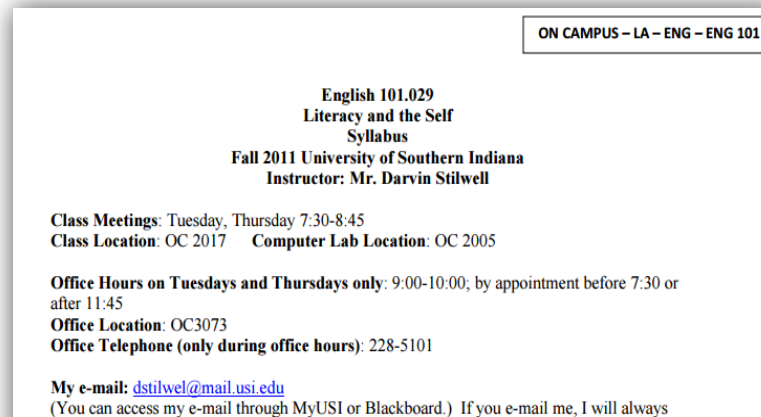 ON CAMPUS – LA – ENG – ENG 101
English 101.029
Literacy and the Self
Syllabus
Fall 2011 University of Southern Indiana
Instructor: Mr. Darvin Stilwell
Class Meetings: Tuesday, Thursday 7:30-8:45
Class Location: OC 2017 Computer Lab Location: OC 2005
Office Hours on Tuesdays and Thursdays only: 9:00-10:00; by appointment before 7:30 or
after 11:45
Office Location: OC3073
Office Telephone (only during office hours): 228-5101
My e-mail: dstilwel@mail.usi.edu
(You can access my e-mail through MyUSI or Blackboard.) If you e-mail me, I will always